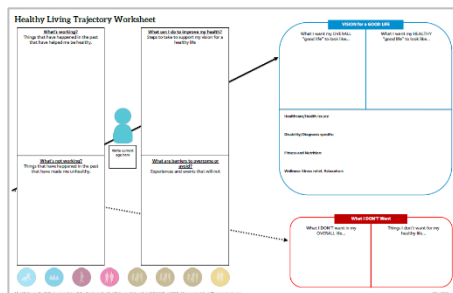 Healthy Living Trajectory Worksheet
What's working?
Things that have happened in the past
that have helped me be healthy.
What can I do to improve my health?
Steps to take to support my vision for a
healthy life
Write current
age here
What's not working?
Things that have happened in the past
that have made me unhealthy.
What are barriers to overcome or
avoid?
Experiences and events that will not
VISION for a GOOD LIFE
What I want my OVERALL
"good life" to look like...
What I want my HEALTHY
"good life" to look like...
Healthcare/Health Issues:
Disability/Diagnosis specific:
Fitness and Nutrition:
Wellness: Stress relief, Relaxation:
What I DON'T Want
What I DON'T want in my
OVERALL life...
Things I don't want for my
healthy life...